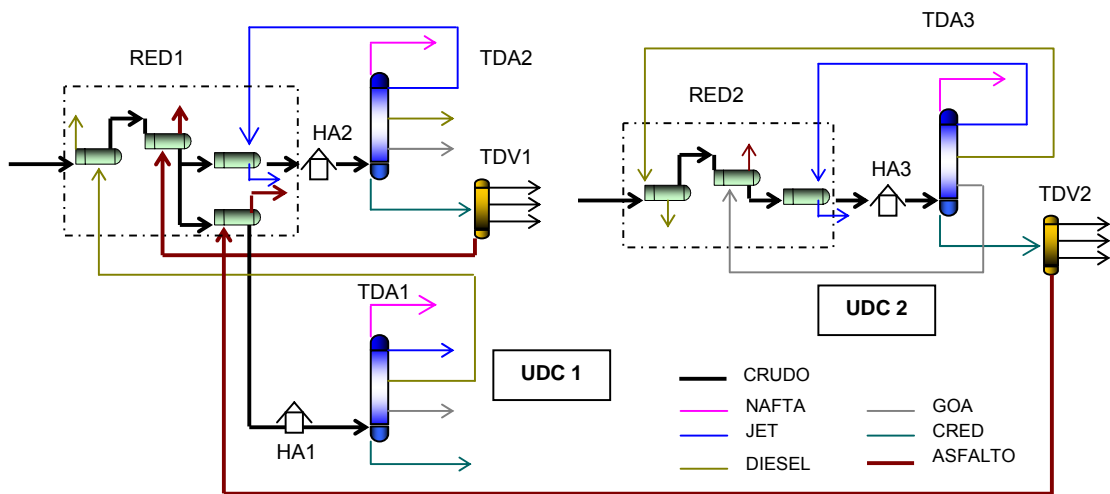 RED1
TDA2
HA2
TDV1
TDA1
HA1
UDC 1
TDA3
RED2
HA3
TDV2
UDC 2
CRUDO
NAFTA
JET
DIESEL
GOA
CRED
ASFALTO